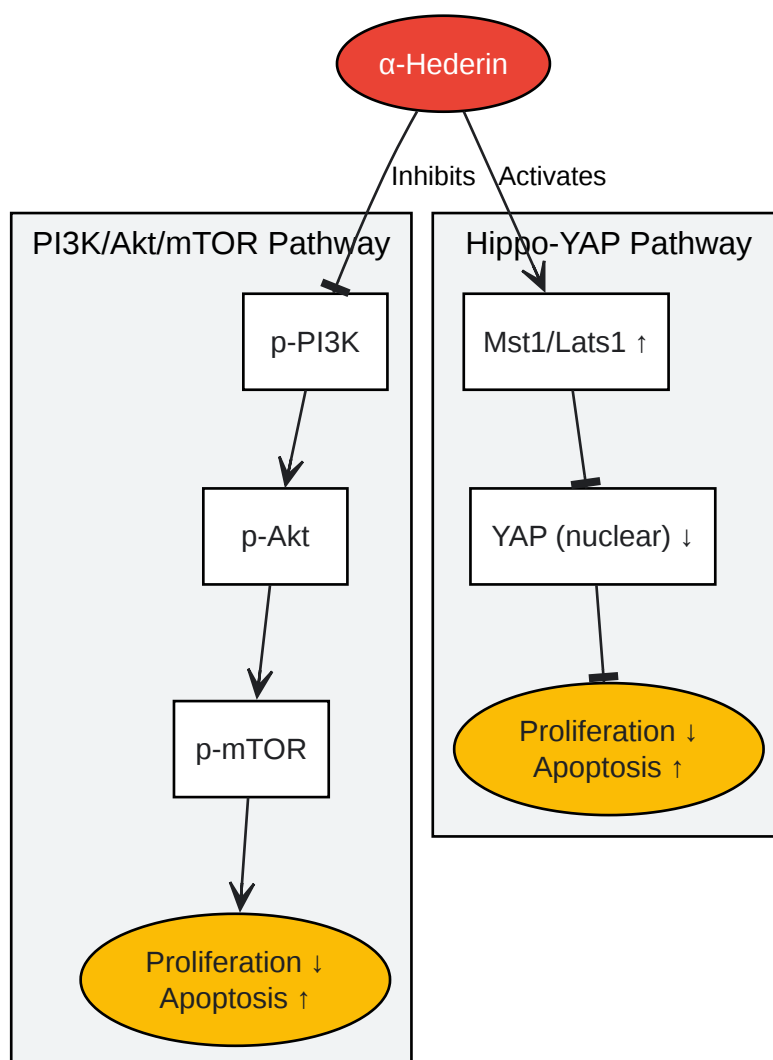 α-Hederin
Inhibits
Activates
PI3K/Akt/mTOR Pathway
p-PI3K
p-Akt
p-mTOR
Proliferation ↓
Apoptosis ↑
Hippo-YAP Pathway
Mst1/Lats1 ↑
YAP (nuclear) ↓
Proliferation ↓
Apoptosis ↑